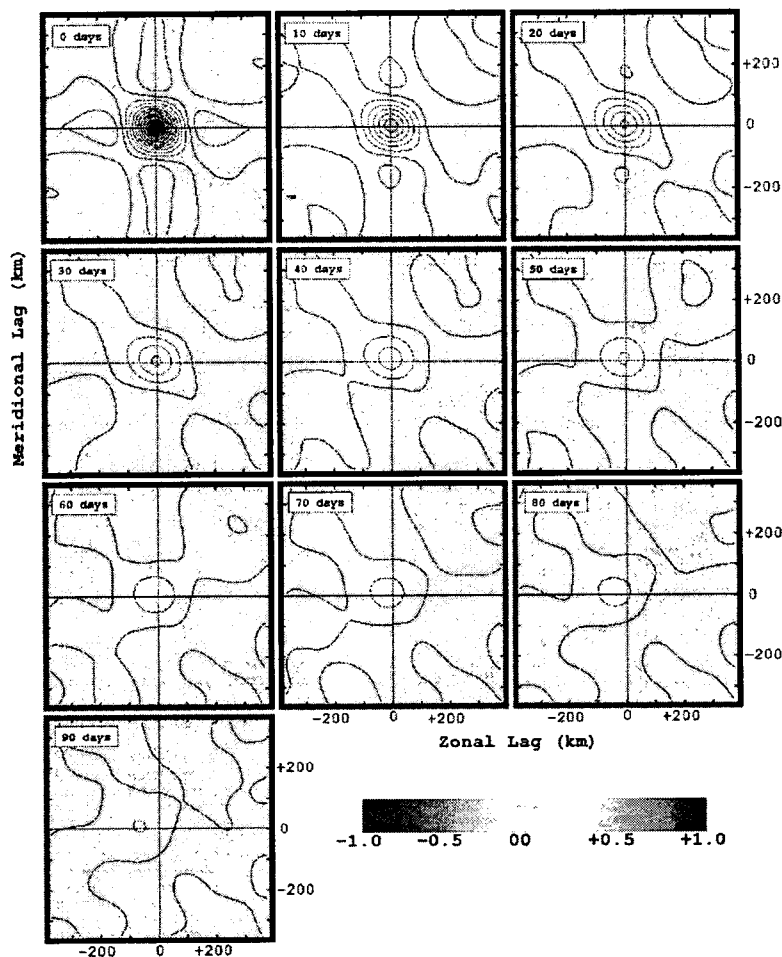 0 days
10 days
20 days
+200
0
-200
30 days
40 days
50 days
+200
0
-200
Meridional Lag (km)
60 days
70 days
80 days
+200
0
-200
-200 0 +200
-200 0 +200
Zonal Lag (km)
90 days
+200
0
-200
-200 0 +200
-1.0 -0.5 00 +0.5 +1.0